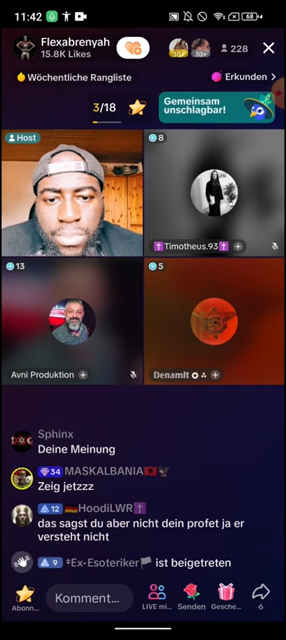 11:42
68
Flexabrenyah
15.8K Likes
228
Wöchentliche Rangliste
Erkunden >
3/18
Gemeinsam
unschlagbar!
Host
8
✝️Timotheus.93✝️
13
Avni Produktion
5
Denamit
Sphinx
Deine Meinung
34 MASKALBANIA🇦🇱
Zeig jetzzz
12 🇩🇪HoodiLWR✝️
das sagst du aber nicht dein profet ja er
versteht nicht
9 Ex-Esoteriker🏳️ ist beigetreten
Abonn...
Komment...
LIVE mi...
Senden
Gesche...
6